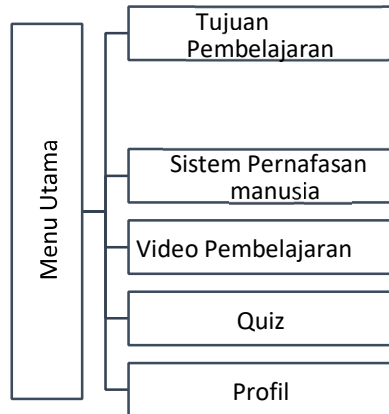 Menu Utama
Tujuan
Pembelajaran
Sistem Pernafasan
manusia
Video Pembelajaran
Quiz
Profil